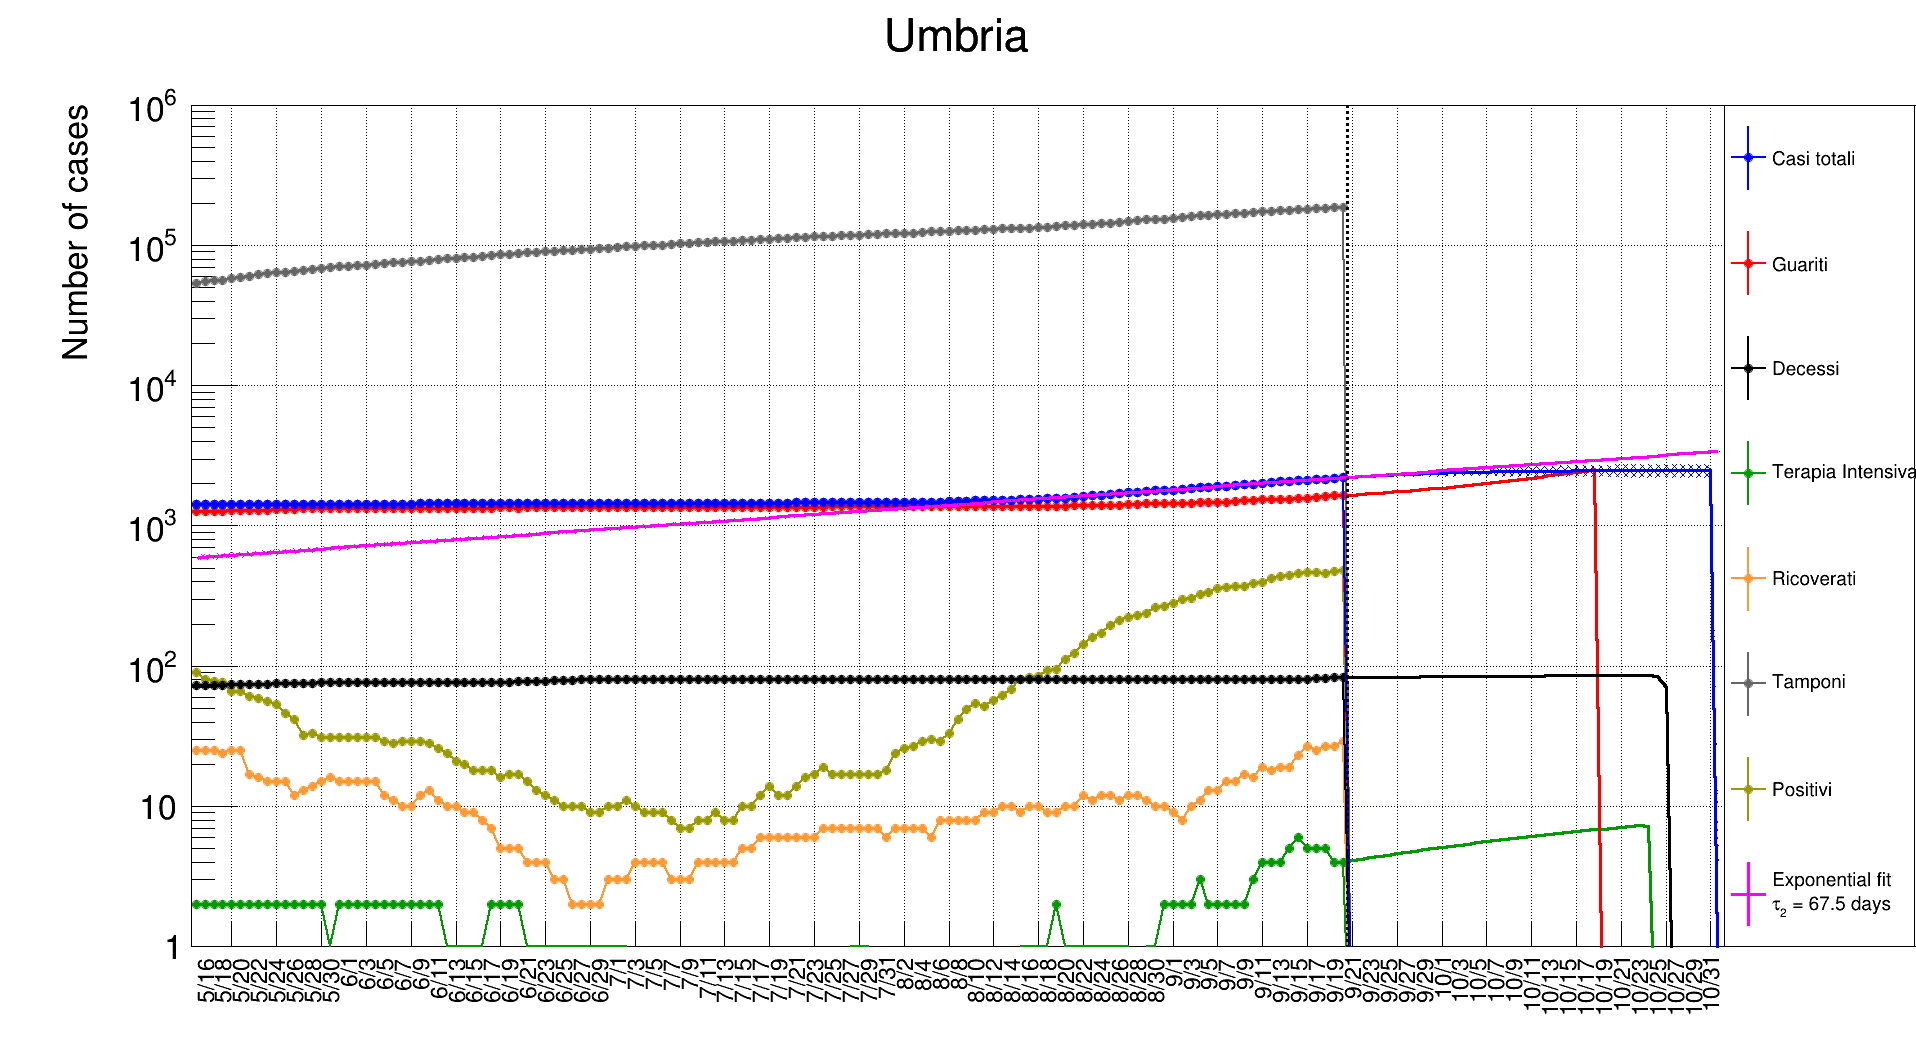 Umbria
Number of cases
10^6
10^5
10^4
10^3
10^2
10
1
5/16 5/18 5/20 5/22 5/24 5/26 5/28 5/30 6/1 6/3 6/5 6/7 6/9 6/11 6/13 6/15 6/17 6/19 6/21 6/23 6/25 6/27 6/29 7/1 7/3 7/5 7/7 7/9 7/11 7/13 7/15 7/17 7/19 7/21 7/23 7/25 7/27 7/29 7/31 8/2 8/4 8/6 8/8 8/10 8/12 8/14 8/16 8/18 8/20 8/22 8/24 8/26 8/28 8/30 9/1 9/3 9/5 9/7 9/9 9/11 9/13 9/15 9/17 9/19 9/21 9/23 9/25 9/27 9/29 10/1 10/3 10/5 10/7 10/9 10/11 10/13 10/15 10/17 10/19 10/21 10/23 10/25 10/27 10/29 10/31
Casi totali
Guariti
Decessi
Terapia Intensiva
Ricoverati
Tamponi
Positivi
Exponential fit
τ₂ = 67.5 days